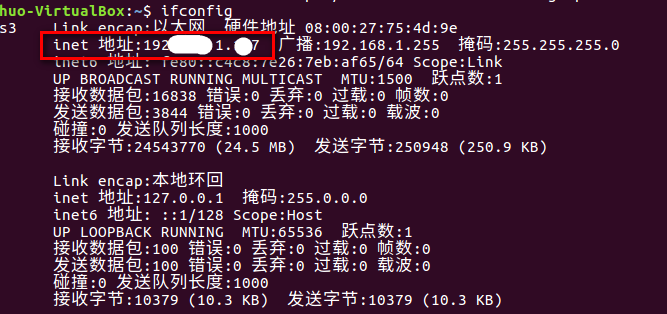 huo-VirtualBox:~$ ifconfig
s3 Link encap:以太网 硬件地址 08:00:27:75:4d:9e
inet 地址:192 1. 7 广播:192.168.1.255 掩码:255.255.255.0
inet6 地址: fe80::c4c8:7e26:7eb:af65/64 Scope:Link
UP BROADCAST RUNNING MULTICAST MTU:1500 跃点数:1
接收数据包:16838 错误:0 丢弃:0 过载:0 帧数:0
发送数据包:3844 错误:0 丢弃:0 过载:0 载波:0
碰撞:0 发送队列长度:1000
接收字节:24543770 (24.5 MB) 发送字节:250948 (250.9 KB)
Link encap:本地环回
inet 地址:127.0.0.1 掩码:255.0.0.0
inet6 地址: ::1/128 Scope:Host
UP LOOPBACK RUNNING MTU:65536 跃点数:1
接收数据包:100 错误:0 丢弃:0 过载:0 帧数:0
发送数据包:100 错误:0 丢弃:0 过载:0 载波:0
碰撞:0 发送队列长度:1000
接收字节:10379 (10.3 KB) 发送字节:10379 (10.3 KB)